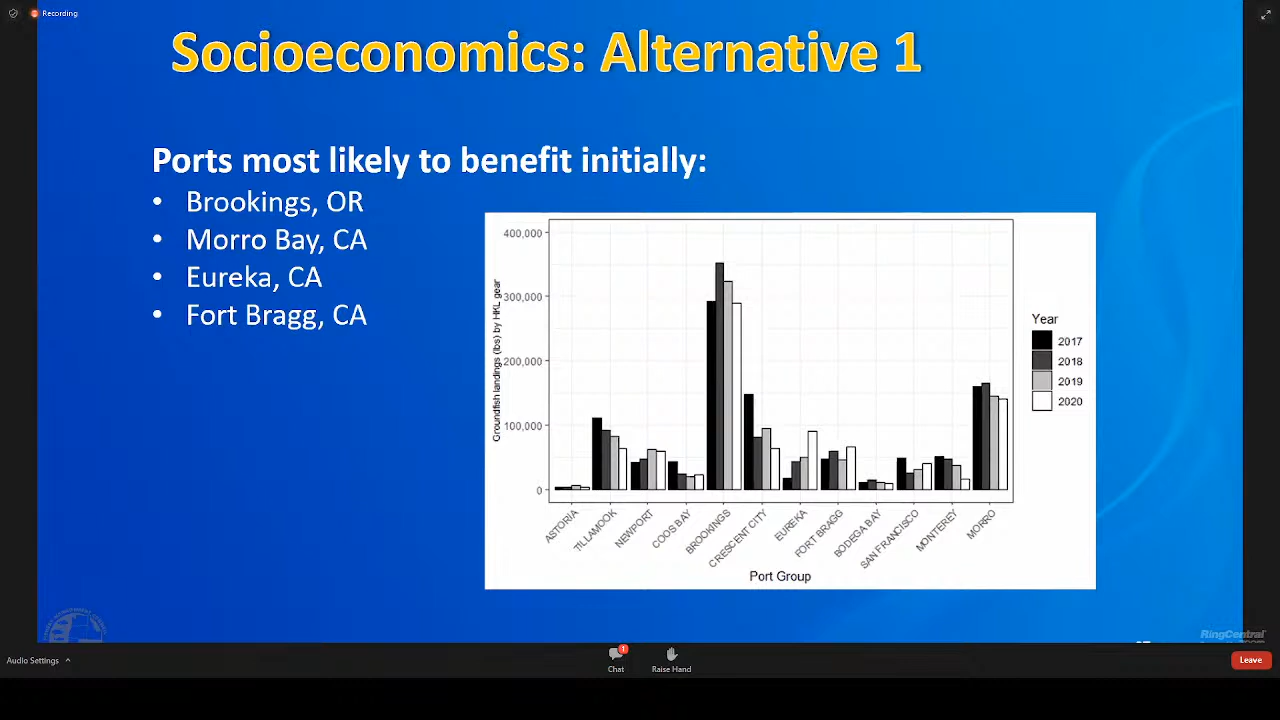 Recording
Socioeconomics: Alternative 1
Ports most likely to benefit initially:
• Brookings, OR
• Morro Bay, CA
• Eureka, CA
• Fort Bragg, CA
Groundfish landings (lbs) by HKL gear
400,000
300,000
200,000
100,000
0
ASTORIA
TILLAMOOK
NEWPORT
COOS BAY
BROOKINGS
CRESCENT CITY
EUREKA
FORT BRAGG
BODEGA BAY
SAN FRANCISCO
MONTEREY
MORRO
Port Group
Year
2017
2018
2019
2020
RingCentral
Audio Settings
1
Chat
Raise Hand
Leave